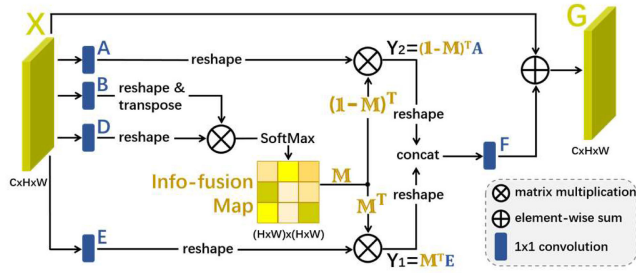 X
G
A
reshape
Y₂=(1-M)ᵀA
B
reshape &
transpose
(1-M)ᵀ
reshape
D
reshape
SoftMax
F
concat
CxHxW
CxHxW
Info-fusion
Map
M
Mᵀ
reshape
(HxW)x(HxW)
E
reshape
Y₁=MᵀE
matrix multiplication
element-wise sum
1x1 convolution